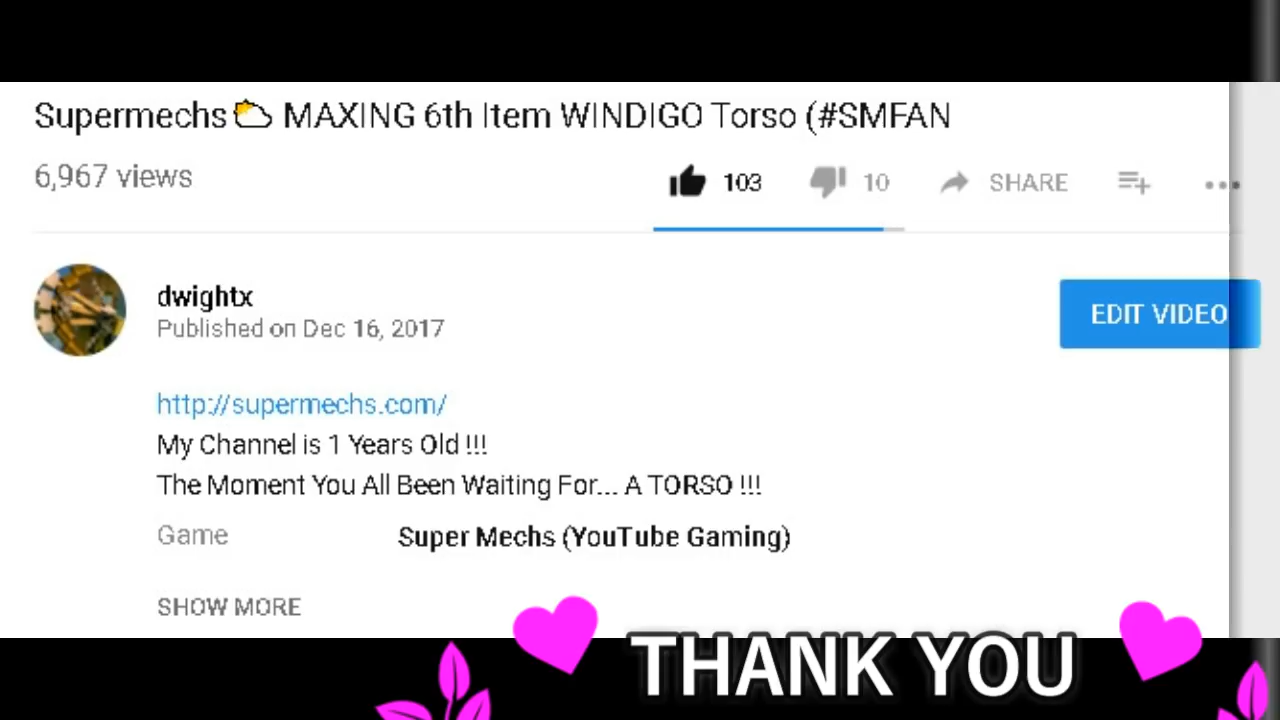 Supermechs🌤 MAXING 6th Item WINDIGO Torso (#SMFAN
6,967 views
103 10 SHARE
dwightx
Published on Dec 16, 2017
EDIT VIDEO
http://supermechs.com/
My Channel is 1 Years Old !!!
The Moment You All Been Waiting For... A TORSO !!!
Game Super Mechs (YouTube Gaming)
SHOW MORE
THANK YOU